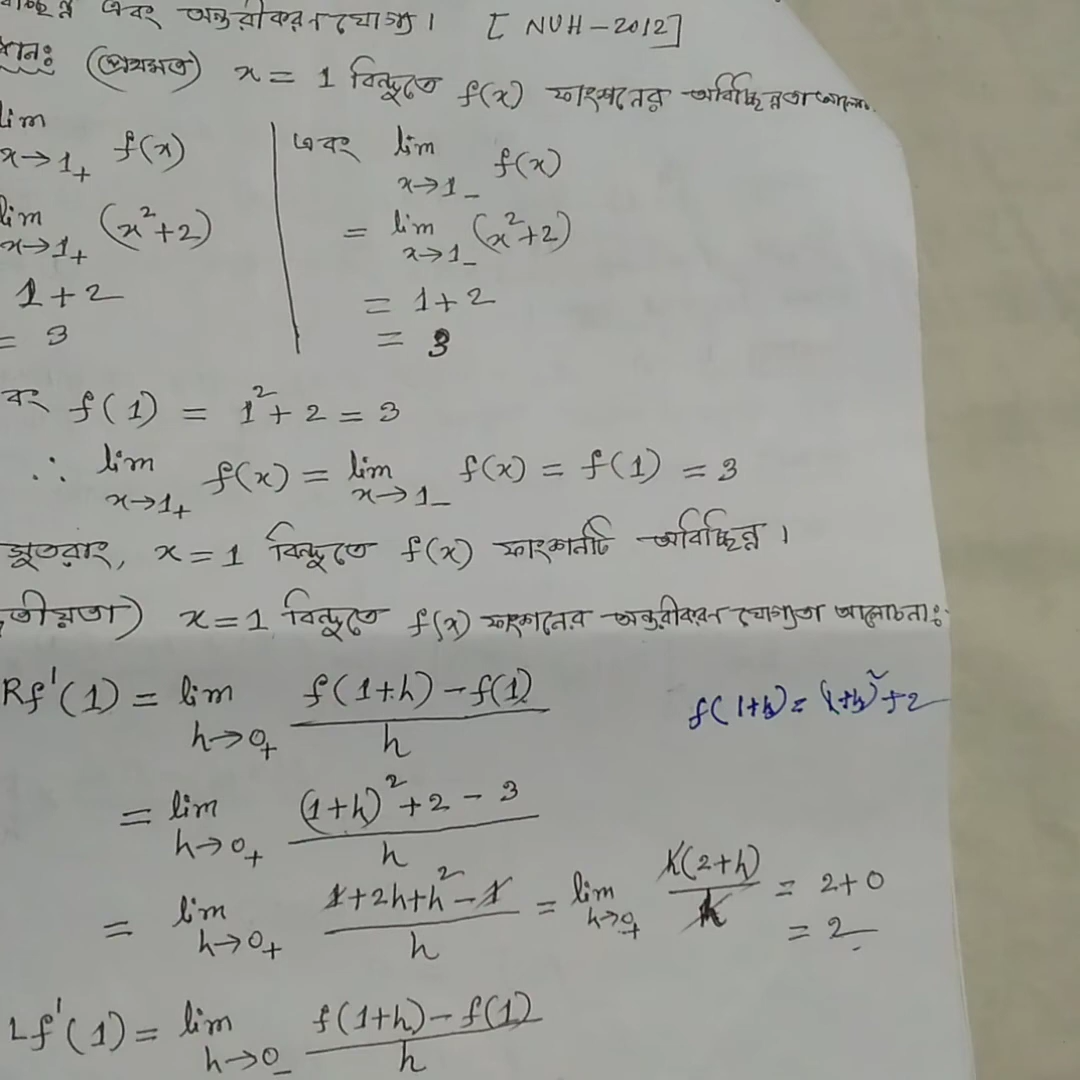 এবং অন্তরীকরণযোগ্য। [NUH-2012]
(প্রথমত) x = 1 বিন্দুতে f(x) ফাংশনের অবিচ্ছিন্নতা
lim x→1+ f(x)
lim x→1+ (x²+2)
1+2
= 3
এবং lim x→1- f(x)
= lim x→1- (x²+2)
= 1+2
= 3
f(1) = 1²+2 = 3
∴ lim x→1+ f(x) = lim x→1- f(x) = f(1) = 3
সুতরাং, x=1 বিন্দুতে f(x) ফাংশনটি অবিচ্ছিন্ন।
x=1 বিন্দুতে f(x) ফাংশনের অন্তরীকরণ যোগ্যতা আলোচনাঃ
Rf'(1) = lim h→0+ f(1+h)-f(1) / h
f(1+h) = (1+h)²+2
= lim h→0+ (1+h)²+2-3 / h
= lim h→0+ 1+2h+h²-1 / h = lim h→0+ h(2+h) / h = 2+0
= 2
Lf'(1) = lim h→0- f(1+h)-f(1) / h